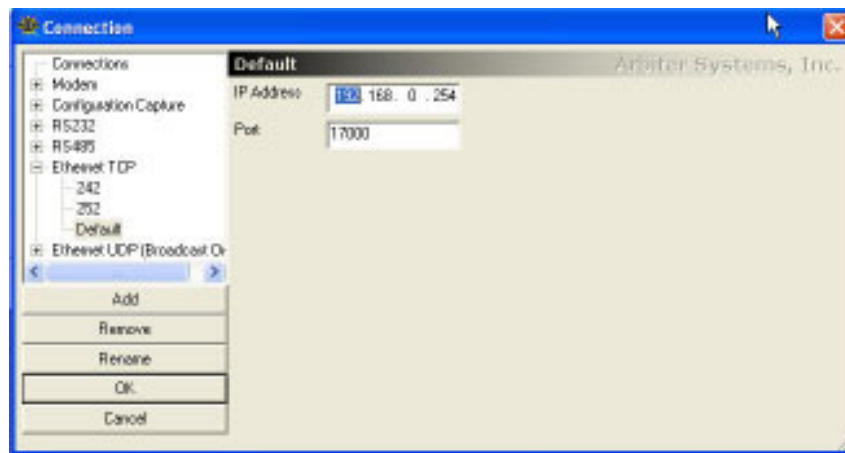 Connection
Connections
Modem
Configuration Capture
RS232
RS485
Ethernet TCP
242
252
Default
Ethernet UDP (Broadcast Or
Add
Remove
Rename
OK
Cancel
Default
Arbiter Systems, Inc.
IP Address 192. 168. 0 . 254
Port 17000